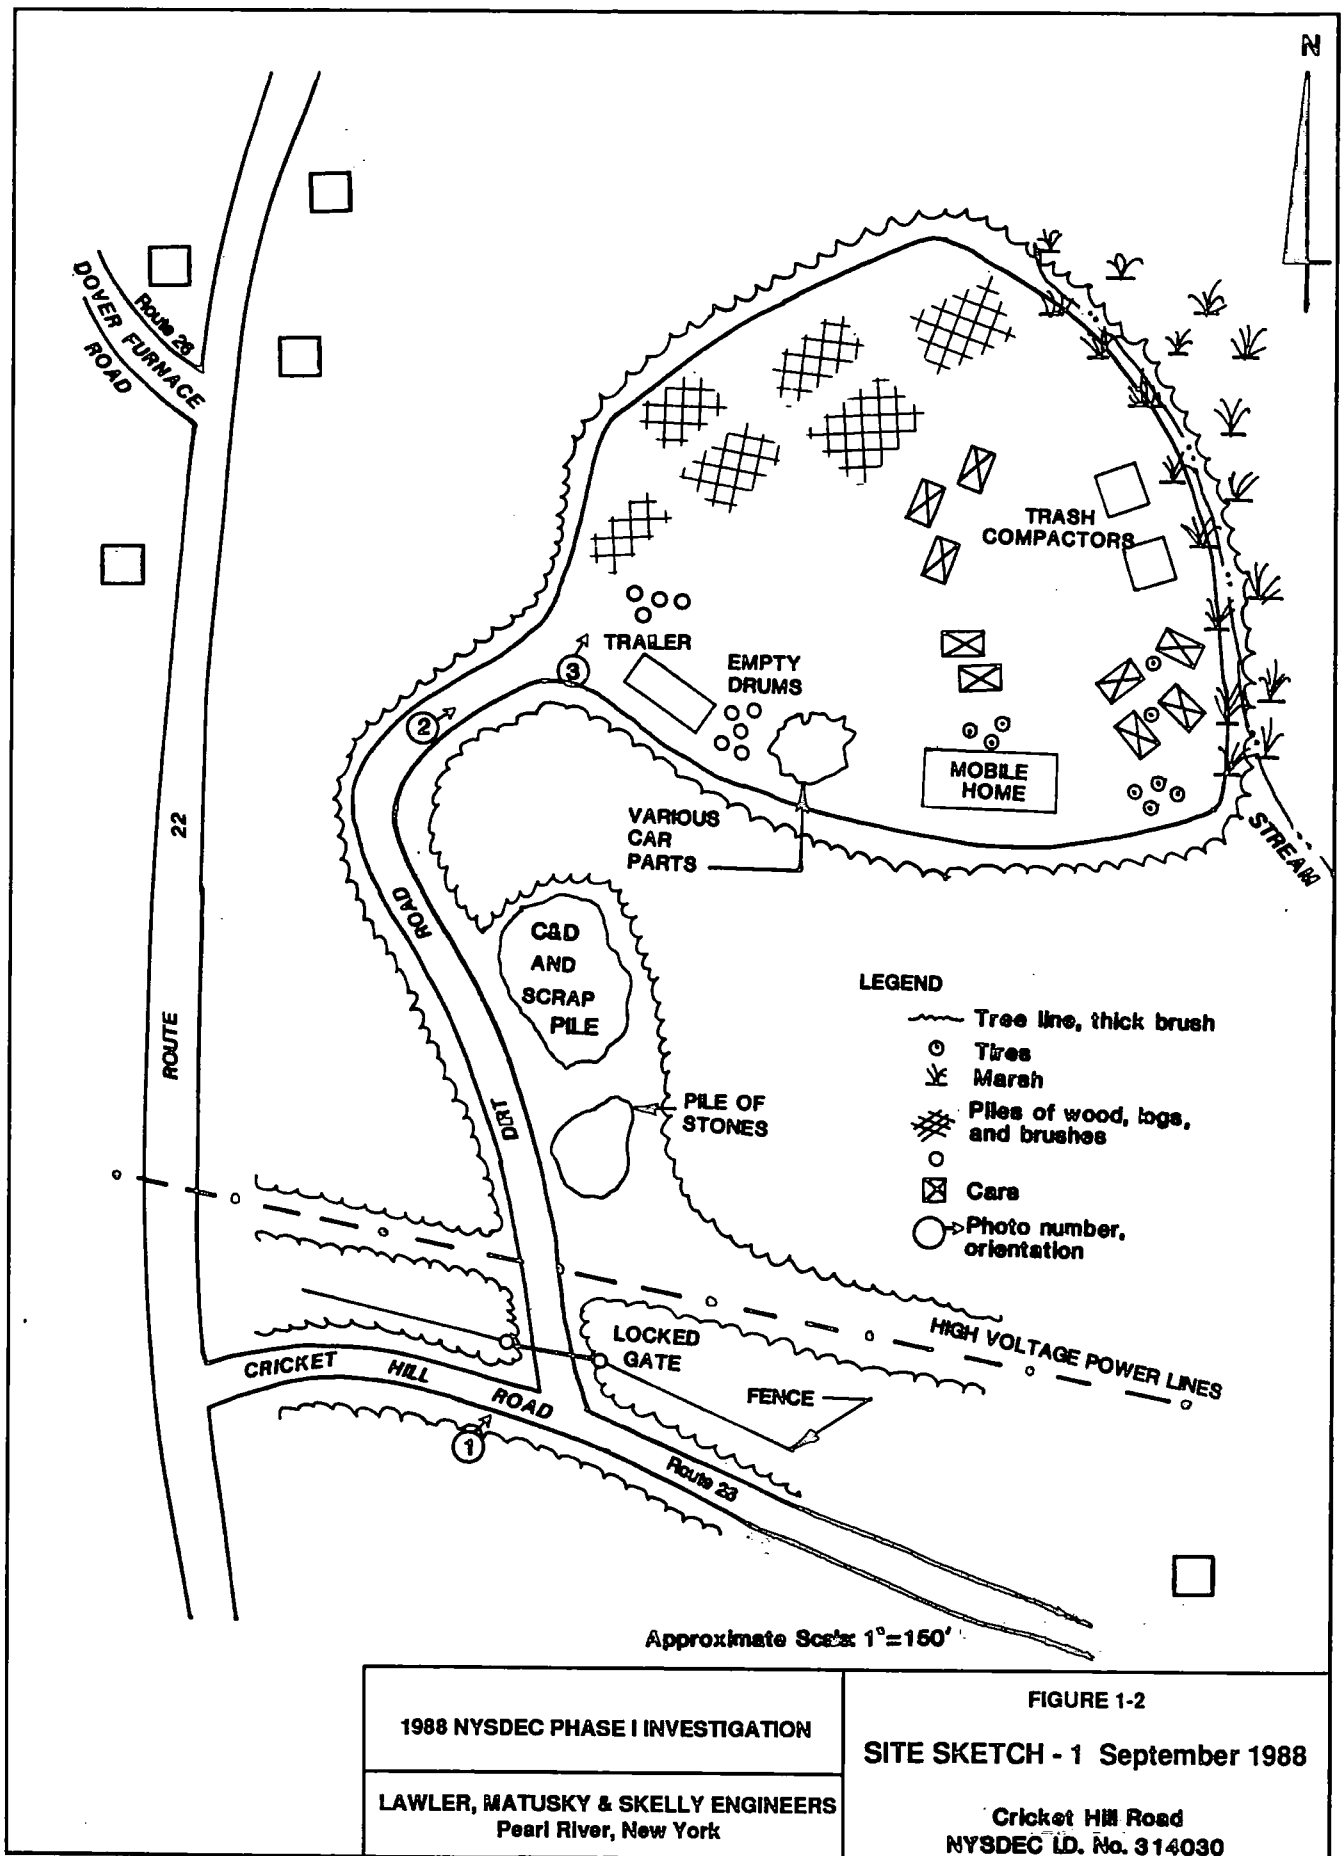 N
DOVER FURNACE
ROAD
Route 26
TRASH
COMPACTORS
TRAILER
3
EMPTY
DRUMS
2
MOBILE
HOME
VARIOUS
CAR
PARTS
STREAM
ROUTE 22
DIRT ROAD
C&D
AND
SCRAP
PILE
PILE OF
STONES
LEGEND
Tree line, thick brush
Tires
Marsh
Piles of wood, logs,
and brushes
Cars
Photo number,
orientation
HIGH VOLTAGE POWER LINES
LOCKED
GATE
FENCE
CRICKET HILL ROAD
1
Route 23
Approximate Scale: 1"=150'
1988 NYSDEC PHASE I INVESTIGATION
LAWLER, MATUSKY & SKELLY ENGINEERS
Pearl River, New York
FIGURE 1-2
SITE SKETCH - 1 September 1988
Cricket Hill Road
NYSDEC I.D. No. 314030